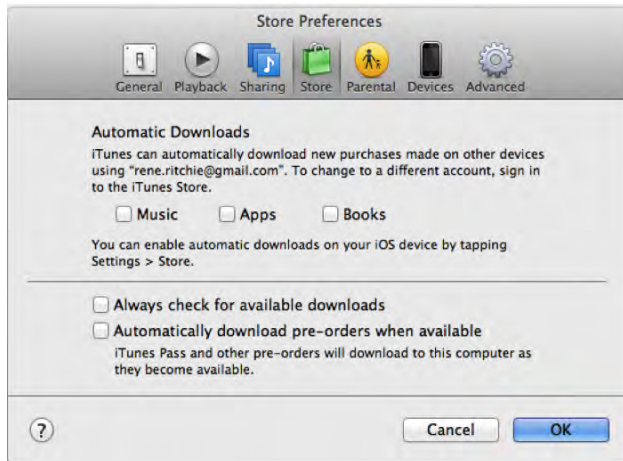 Store Preferences
General Playback Sharing Store Parental Devices Advanced
Automatic Downloads
iTunes can automatically download new purchases made on other devices
using "rene.ritchie@gmail.com". To change to a different account, sign in
to the iTunes Store.
Music Apps Books
You can enable automatic downloads on your iOS device by tapping
Settings > Store.
Always check for available downloads
Automatically download pre-orders when available
iTunes Pass and other pre-orders will download to this computer as
they become available.
? Cancel OK